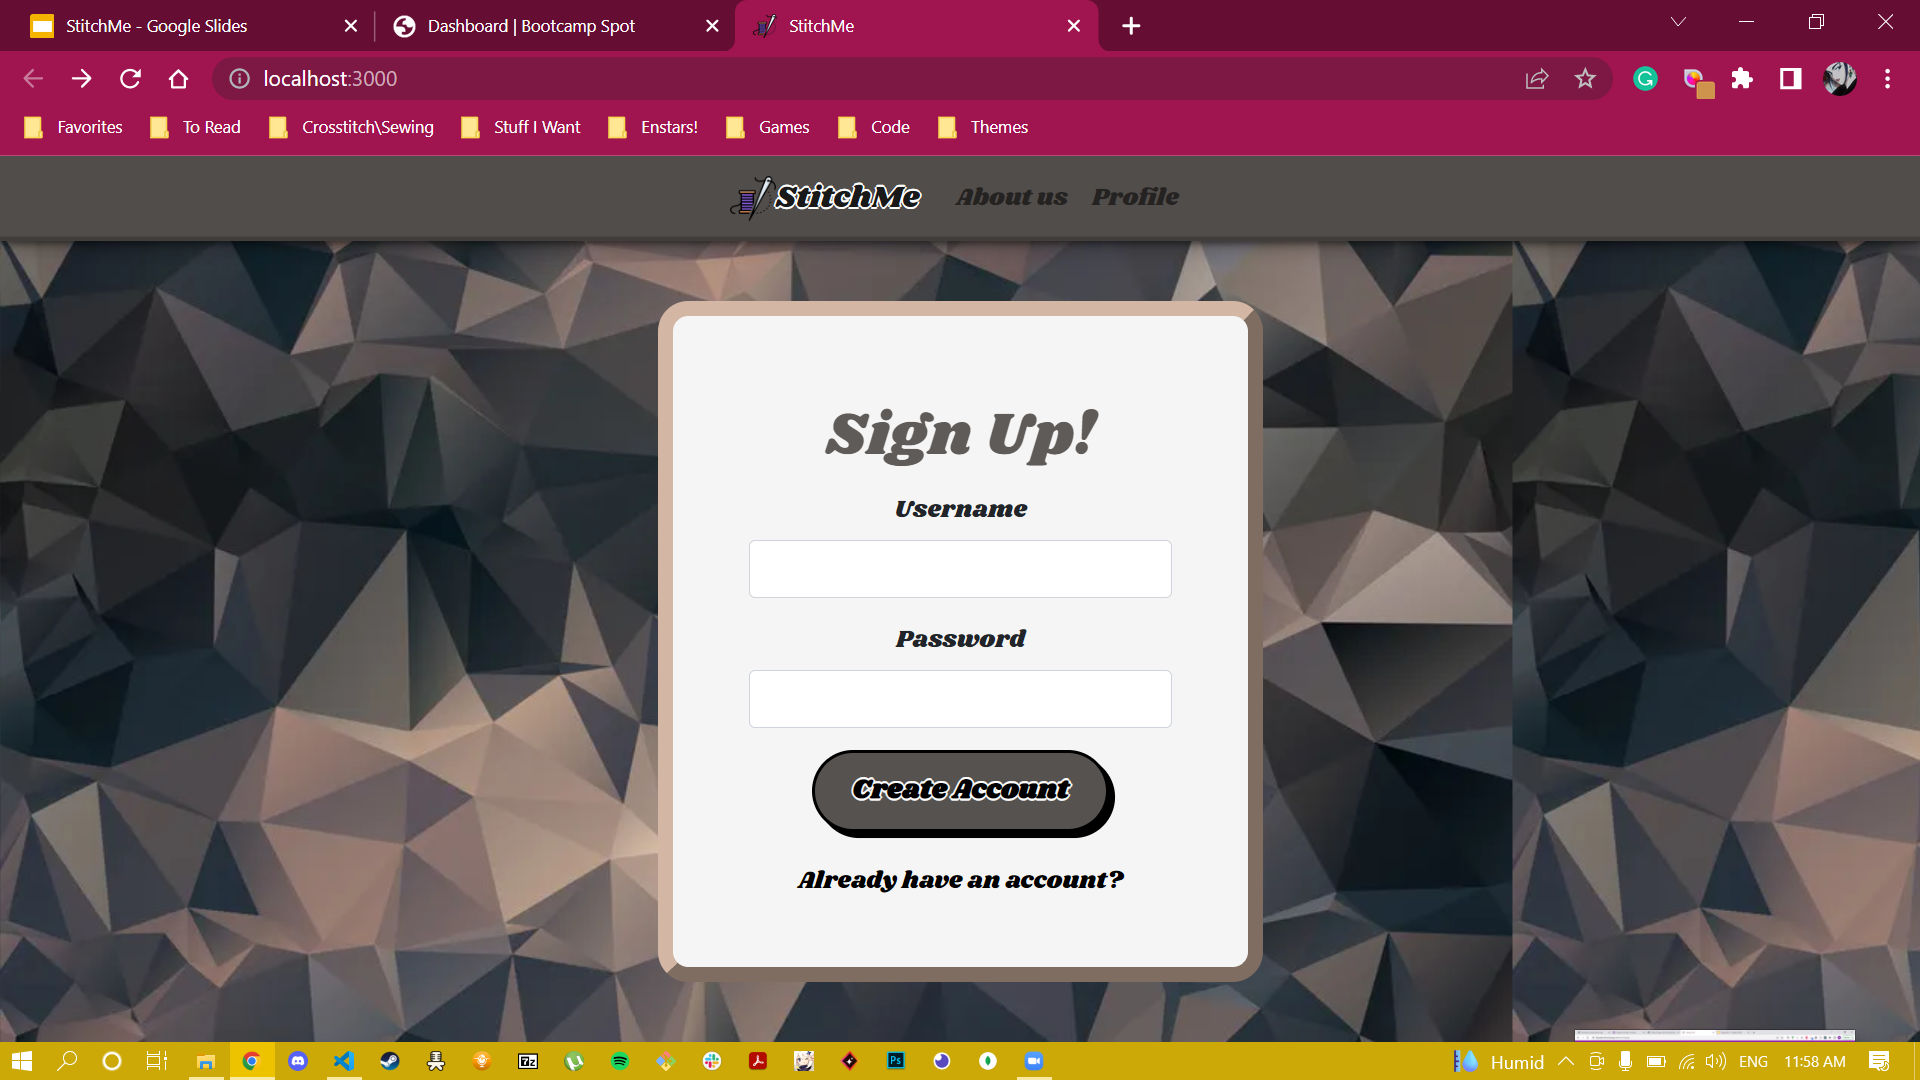 StitchMe - Google Slides
Dashboard | Bootcamp Spot
StitchMe
localhost:3000
Favorites
To Read
Crosstitch\Sewing
Stuff I Want
Enstars!
Games
Code
Themes
StitchMe
About us
Profile
Sign Up!
Username
Password
Create Account
Already have an account?
7z
Ps
Humid
ENG
11:58 AM